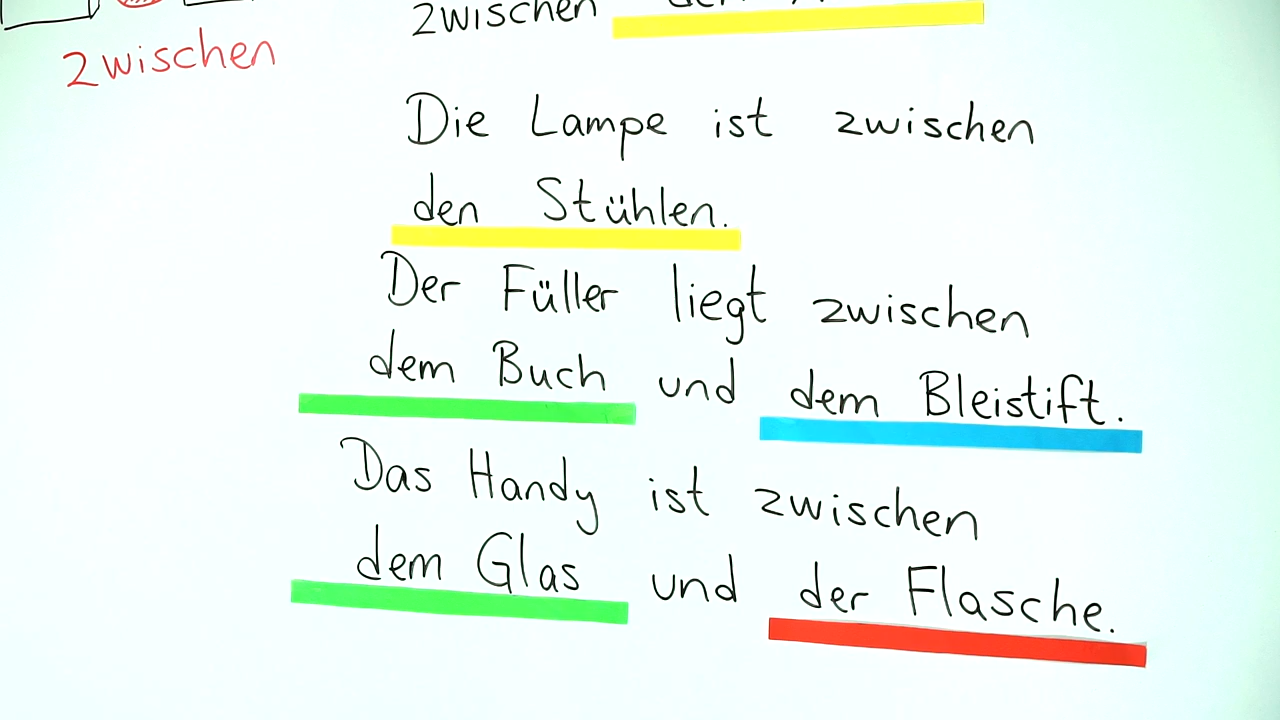 zwischen
zwischen
Die Lampe ist zwischen
den Stühlen.
Der Füller liegt zwischen
dem Buch und dem Bleistift.
Das Handy ist zwischen
dem Glas und der Flasche.